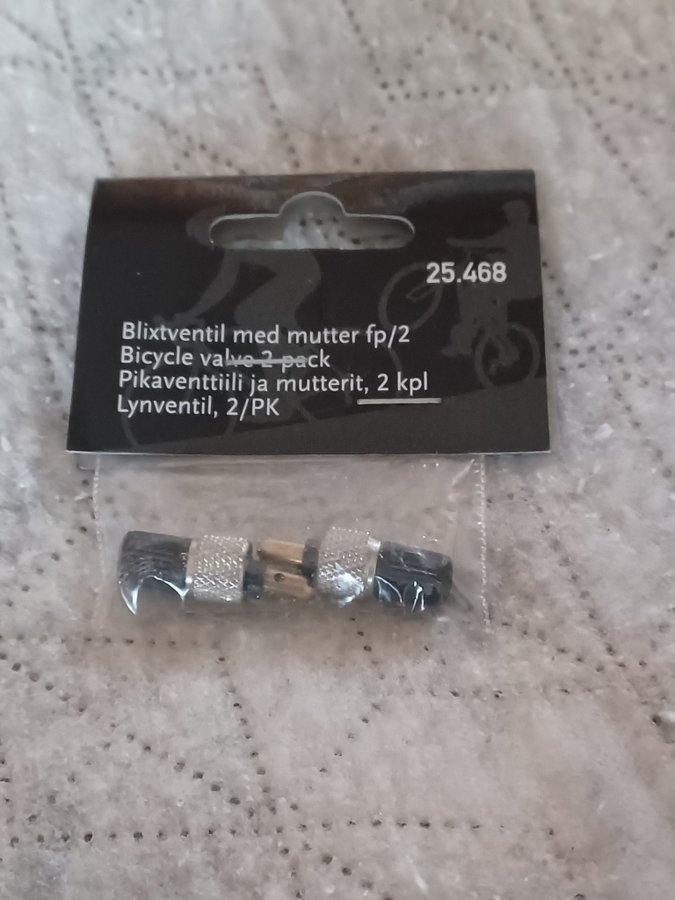 25.468
Blixtventil med mutter fp/2
Bicycle valve 2-pack
Pikaventtiili ja mutterit, 2 kpl
Lynventil, 2/PK